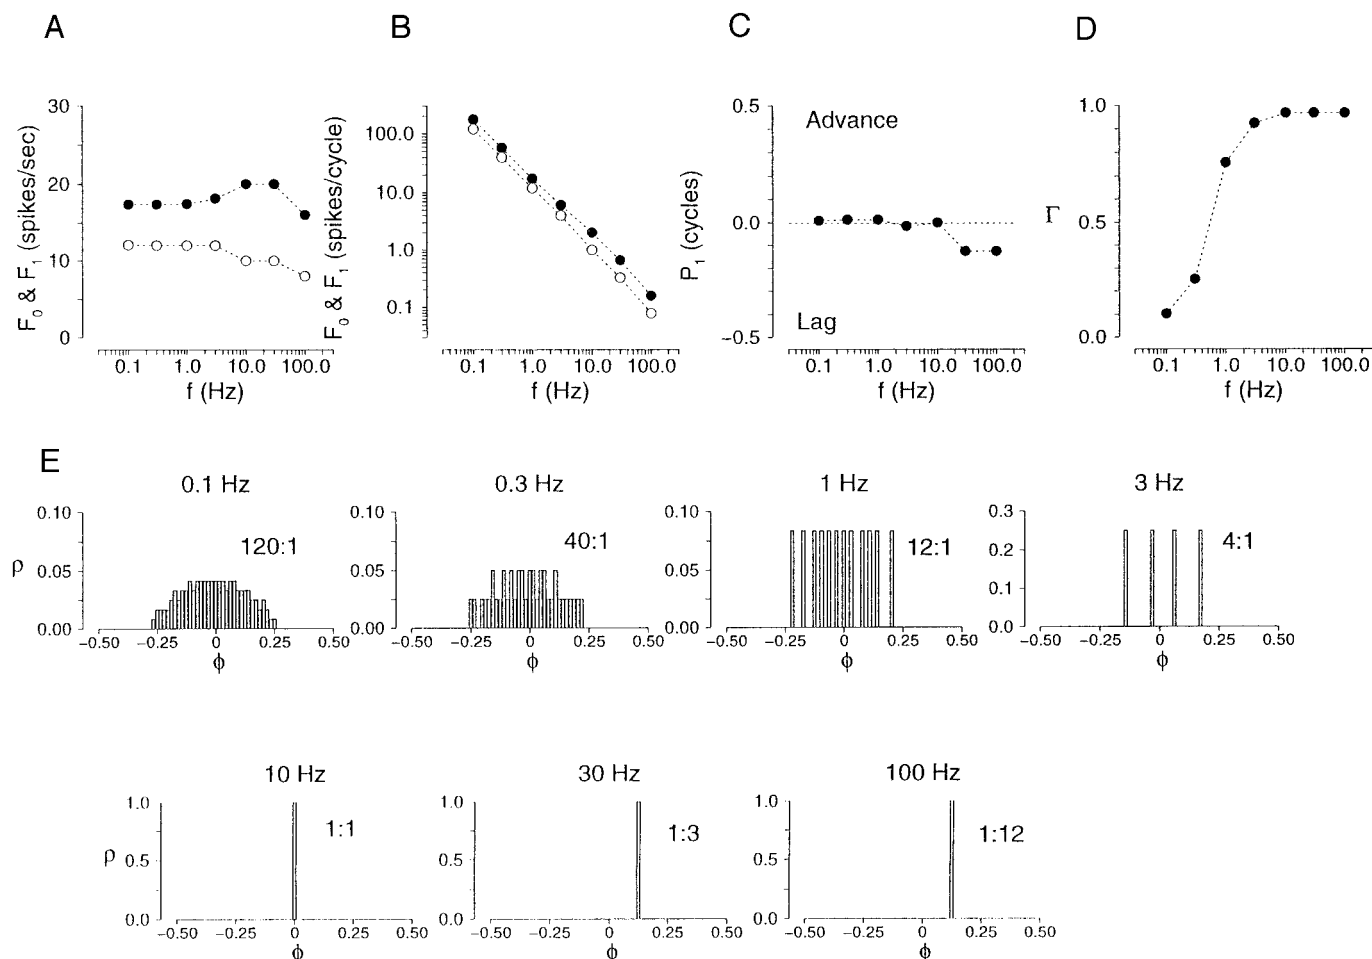 A
B
C
D
F0 & F1 (spikes/sec)
30
20
10
0
0.1 1.0 10.0 100.0
f (Hz)
F0 & F1 (spikes/cycle)
100.0
10.0
1.0
0.1
0.1 1.0 10.0 100.0
f (Hz)
P1 (cycles)
0.5
0.0
−0.5
Advance
Lag
0.1 1.0 10.0 100.0
f (Hz)
Γ
1.0
0.5
0.0
0.1 1.0 10.0 100.0
f (Hz)
E
0.1 Hz
120:1
ρ
0.10
0.05
0.00
−0.50 −0.25 0 0.25 0.50
ϕ
0.3 Hz
40:1
0.10
0.05
0.00
−0.50 −0.25 0 0.25 0.50
ϕ
1 Hz
12:1
0.10
0.05
0.00
−0.50 −0.25 0 0.25 0.50
ϕ
3 Hz
4:1
0.3
0.2
0.1
0.0
−0.50 −0.25 0 0.25 0.50
ϕ
10 Hz
1:1
ρ
1.0
0.5
0.0
−0.50 −0.25 0 0.25 0.50
ϕ
30 Hz
1:3
1.0
0.5
0.0
−0.50 −0.25 0 0.25 0.50
ϕ
100 Hz
1:12
1.0
0.5
0.0
−0.50 −0.25 0 0.25 0.50
ϕ